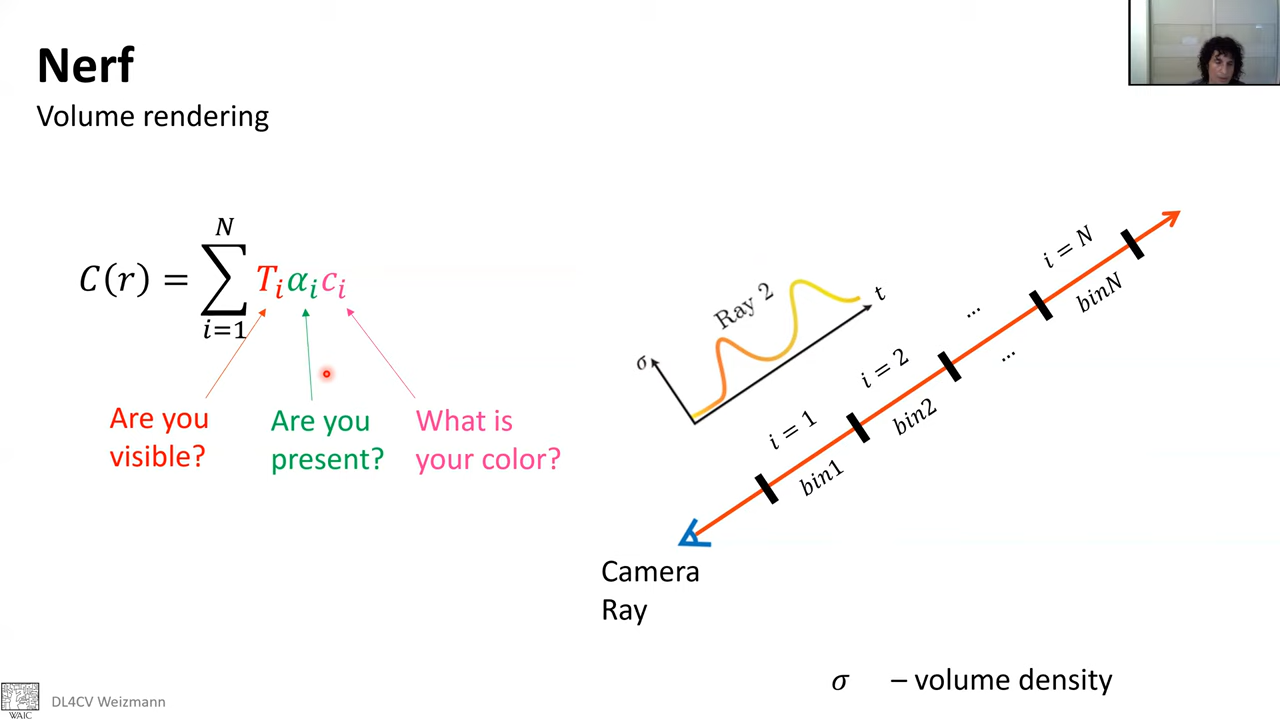 Nerf
Volume rendering
C(r) = \sum_{i=1}^{N} T_i α_i c_i
Are you
visible?
Are you
present?
What is
your color?
σ
Ray 2
t
i = 1
bin1
i = 2
bin2
...
...
i = N
binN
Camera
Ray
σ – volume density
WAIC
DL4CV Weizmann